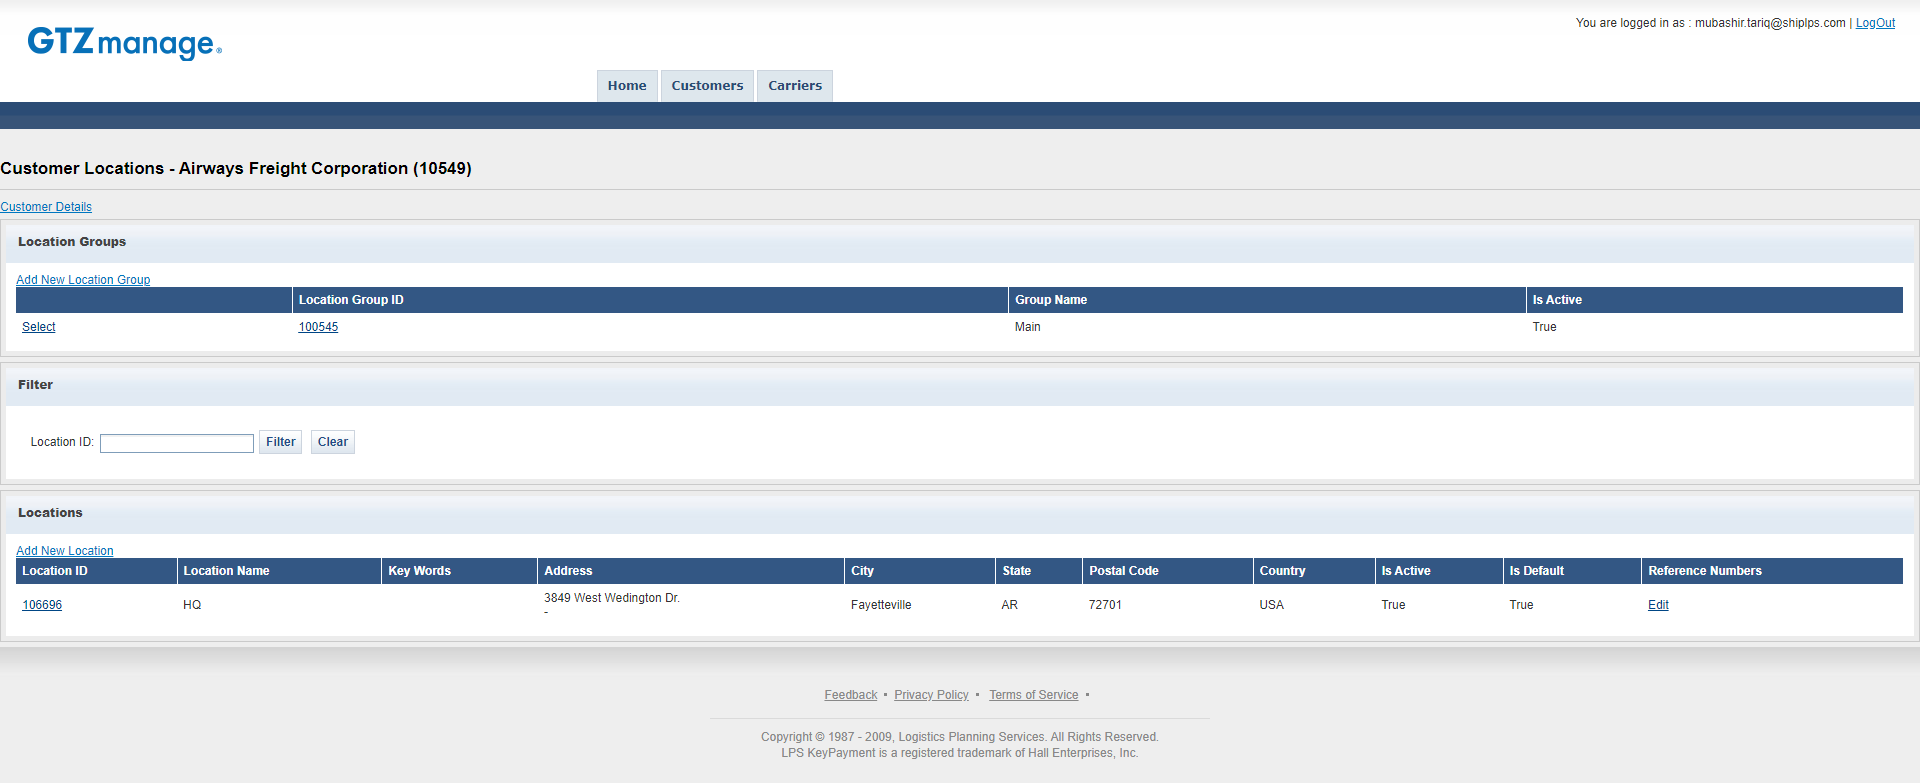 GTZmanage®
You are logged in as : mubashir.tariq@shiplps.com | LogOut
Home Customers Carriers
Customer Locations - Airways Freight Corporation (10549)
Customer Details
Location Groups
Add New Location Group
Location Group ID Group Name Is Active
Select 100545 Main True
Filter
Location ID: Filter Clear
Locations
Add New Location
Location ID Location Name Key Words Address City State Postal Code Country Is Active Is Default Reference Numbers
106696 HQ 3849 West Wedington Dr. Fayetteville AR 72701 USA True True Edit
-
Feedback ▪ Privacy Policy ▪ Terms of Service ▪
Copyright © 1987 - 2009, Logistics Planning Services. All Rights Reserved.
LPS KeyPayment is a registered trademark of Hall Enterprises, Inc.